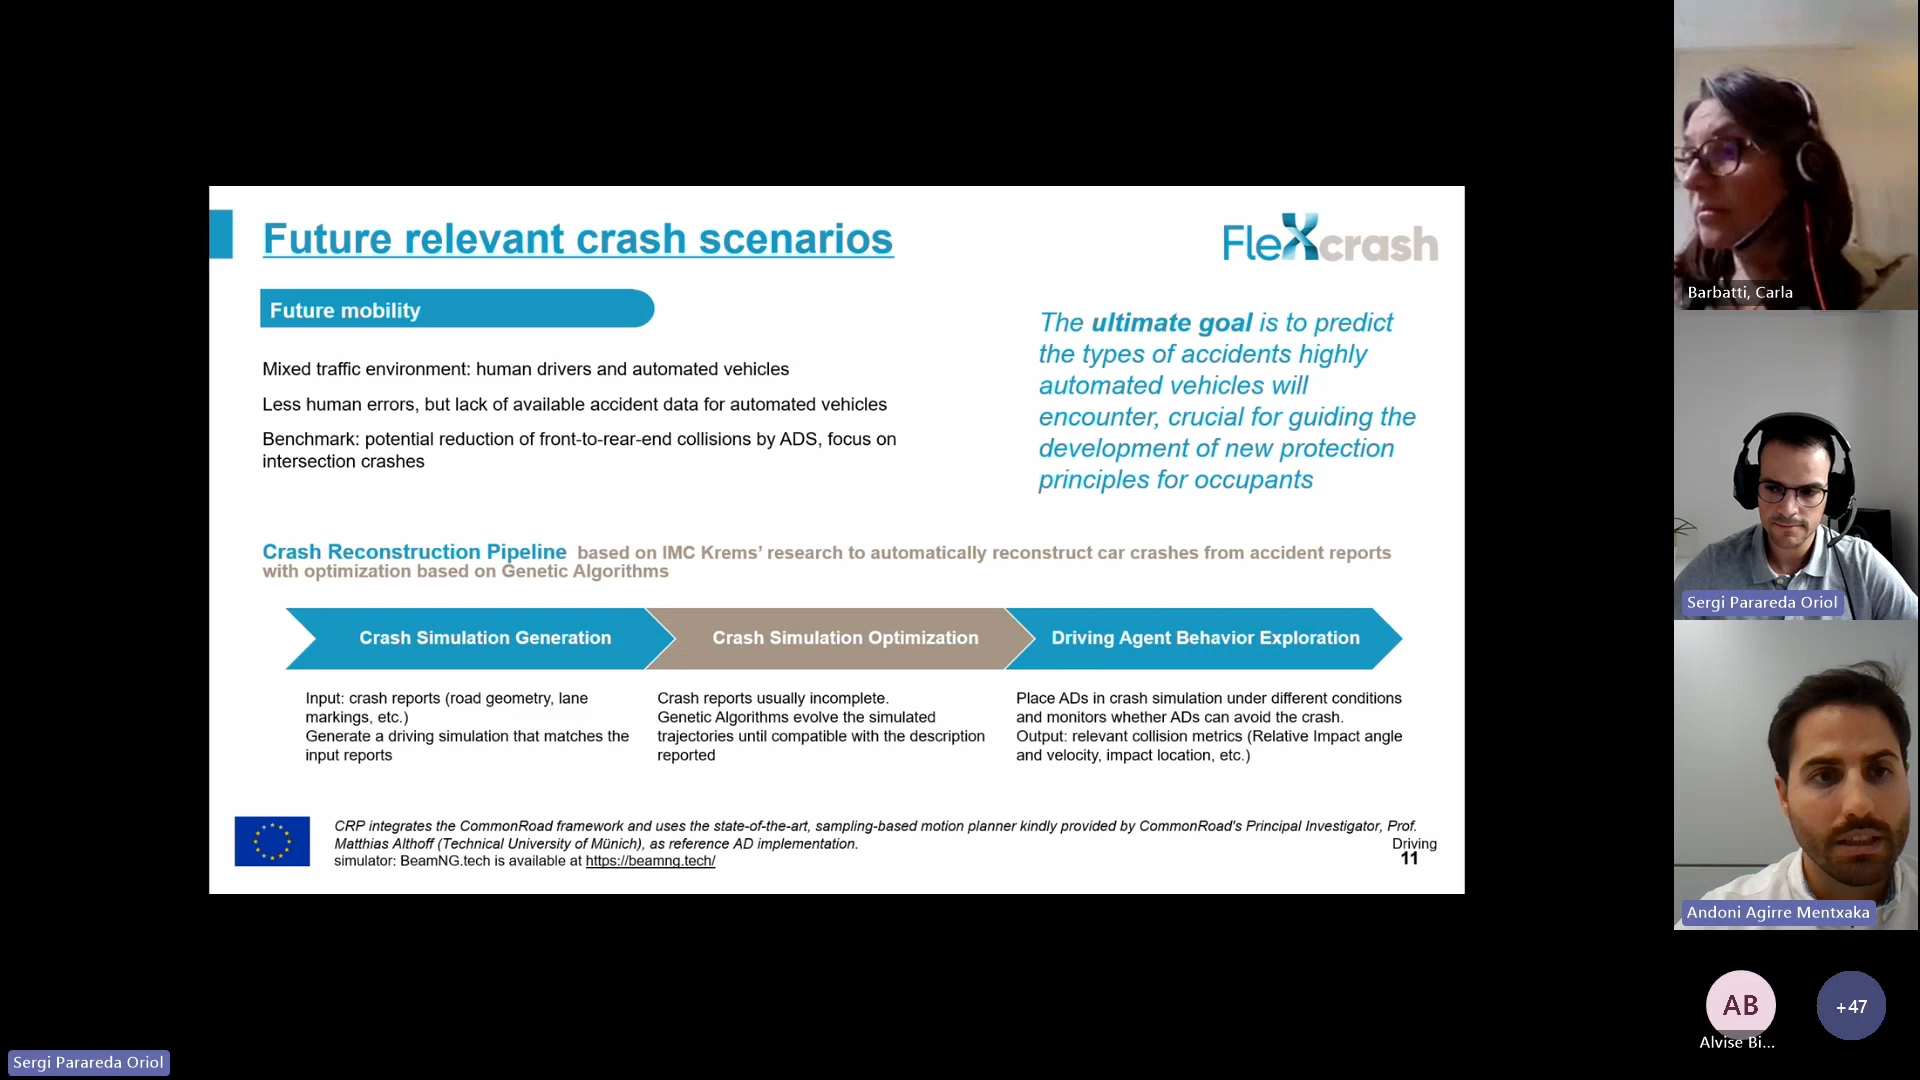 Future relevant crash scenarios
FleXcrash
Future mobility
Mixed traffic environment: human drivers and automated vehicles
Less human errors, but lack of available accident data for automated vehicles
Benchmark: potential reduction of front-to-rear-end collisions by ADS, focus on
intersection crashes
The ultimate goal is to predict
the types of accidents highly
automated vehicles will
encounter, crucial for guiding the
development of new protection
principles for occupants
Crash Reconstruction Pipeline based on IMC Krems' research to automatically reconstruct car crashes from accident reports
with optimization based on Genetic Algorithms
Crash Simulation Generation
Crash Simulation Optimization
Driving Agent Behavior Exploration
Input: crash reports (road geometry, lane
markings, etc.)
Generate a driving simulation that matches the
input reports
Crash reports usually incomplete.
Genetic Algorithms evolve the simulated
trajectories until compatible with the description
reported
Place ADs in crash simulation under different conditions
and monitors whether ADs can avoid the crash.
Output: relevant collision metrics (Relative Impact angle
and velocity, impact location, etc.)
CRP integrates the CommonRoad framework and uses the state-of-the-art, sampling-based motion planner kindly provided by CommonRoad's Principal Investigator, Prof.
Matthias Althoff (Technical University of Münich), as reference AD implementation. Driving
simulator: BeamNG.tech is available at https://beamng.tech/
11
Barbatti, Carla
Sergi Parareda Oriol
Andoni Agirre Mentxaka
AB
+47
Alvise Bi...
Sergi Parareda Oriol